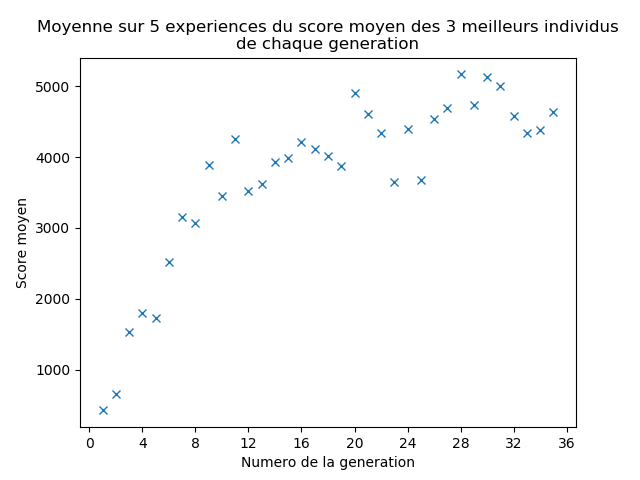 Moyenne sur 5 experiences du score moyen des 3 meilleurs individus
de chaque generation
5000
4000
3000
2000
1000
Score moyen
0 4 8 12 16 20 24 28 32 36
Numero de la generation